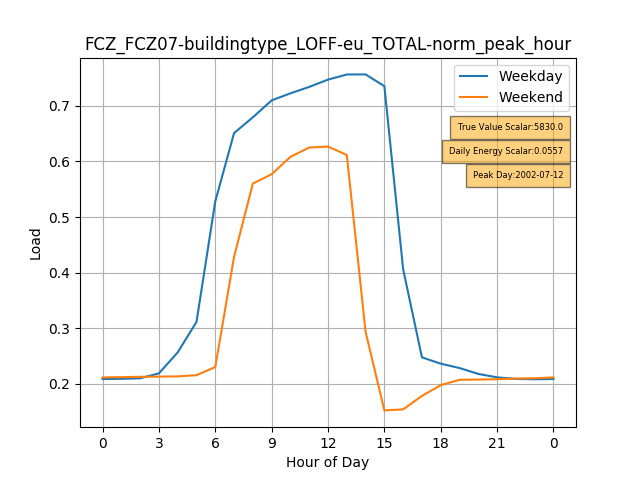 FCZ_FCZ07-buildingtype_LOFF-eu_TOTAL-norm_peak_hour
Weekday
Weekend
True Value Scalar:5830.0
Daily Energy Scalar:0.0557
Peak Day:2002-07-12
Load
0.7
0.6
0.5
0.4
0.3
0.2
0 3 6 9 12 15 18 21 0
Hour of Day